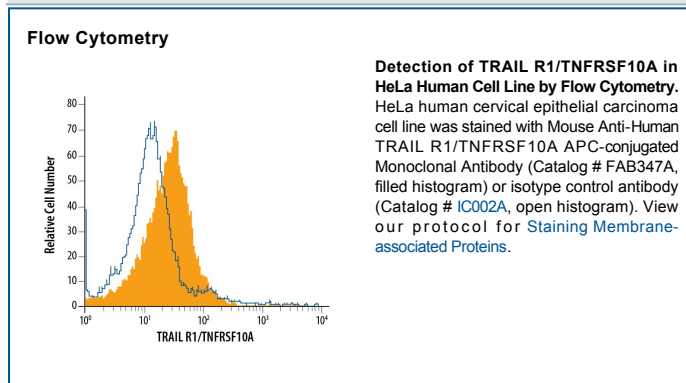 Flow Cytometry
Detection of TRAIL R1/TNFRSF10A in
HeLa Human Cell Line by Flow Cytometry.
HeLa human cervical epithelial carcinoma
cell line was stained with Mouse Anti-Human
TRAIL R1/TNFRSF10A APC-conjugated
Monoclonal Antibody (Catalog # FAB347A,
filled histogram) or isotype control antibody
(Catalog # IC002A, open histogram). View
our protocol for Staining Membrane-
associated Proteins.
Relative Cell Number
80
70
60
50
40
30
20
10
0
10⁰ 10¹ 10² 10³ 10⁴
TRAIL R1/TNFRSF10A